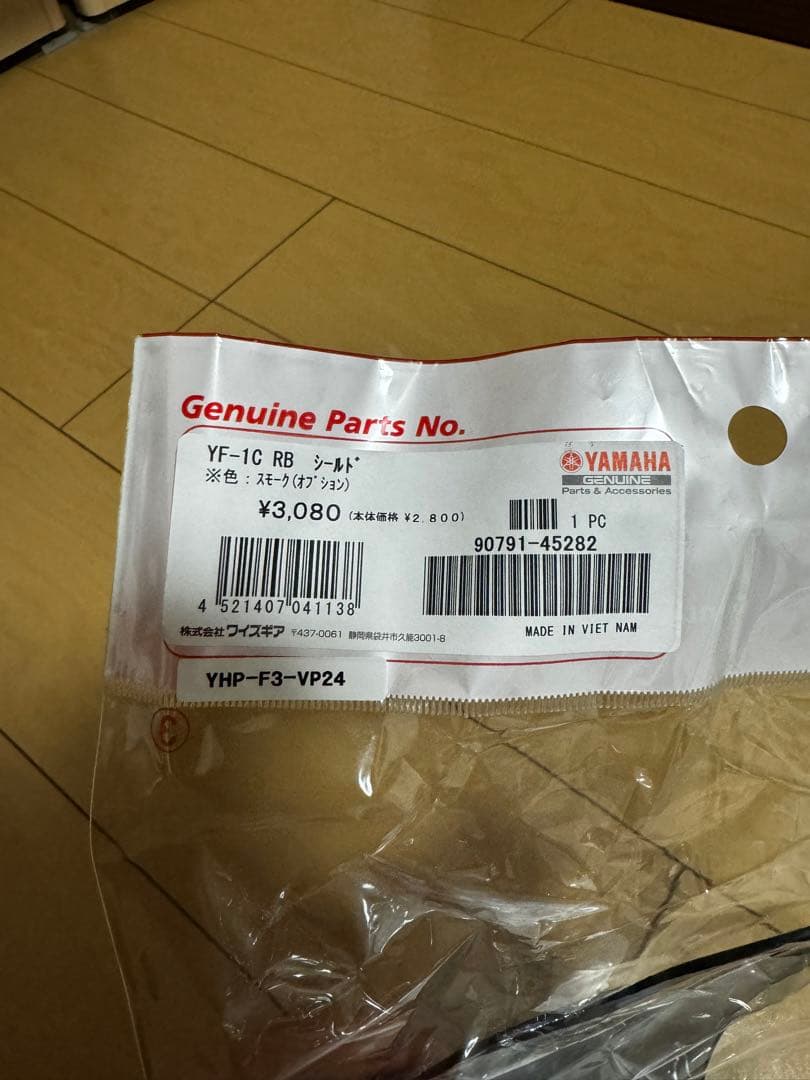 Genuine Parts No.
YF-1C RB ｼｰﾙﾄﾞ
※色：ｽﾓｰｸ(ｵﾌﾟｼｮﾝ)
¥3,080 (本体価格 ¥2,800)
YAMAHA
GENUINE
Parts & Accessories
1 PC
90791-45282
4 521407 041138
株式会社ワイズギア 〒437-0061 静岡県袋井市久能3001-8
MADE IN VIET NAM
YHP-F3-VP24
3